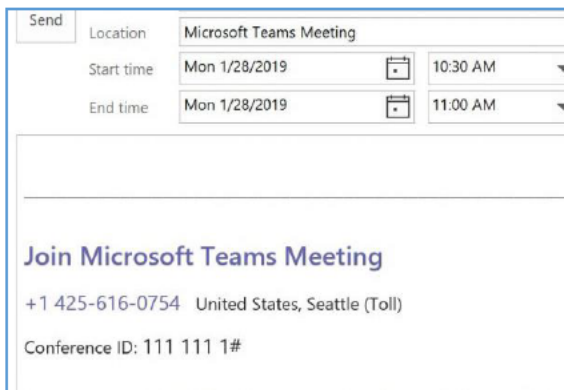 Send
Location Microsoft Teams Meeting
Start time Mon 1/28/2019 10:30 AM
End time Mon 1/28/2019 11:00 AM
Join Microsoft Teams Meeting
+1 425-616-0754 United States, Seattle (Toll)
Conference ID: 111 111 1#